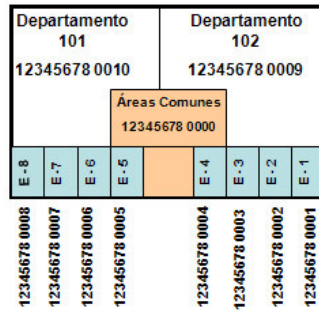 Departamento
101
12345678 0010
Departamento
102
12345678 0009
Áreas Comunes
12345678 0000
E - 8
E - 7
E - 6
E - 5
E - 4
E - 3
E - 2
E - 1
12345678 0008
12345678 0007
12345678 0006
12345678 0005
12345678 0004
12345678 0003
12345678 0002
12345678 0001